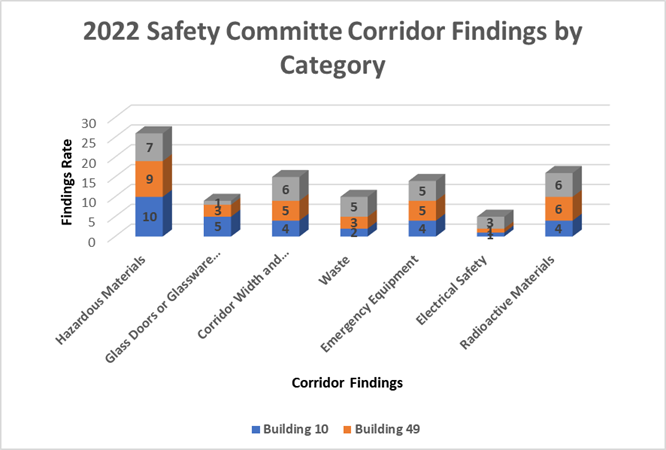 2022 Safety Committe Corridor Findings by
Category
Findings Rate
30
25
20
15
10
5
0
7
9
10
1
3
5
6
5
4
5
3
2
5
5
4
3
1
1
6
6
4
Hazardous Materials
Glass Doors or Glassware...
Corridor Width and...
Waste
Emergency Equipment
Electrical Safety
Radioactive Materials
Corridor Findings
Building 10
Building 49